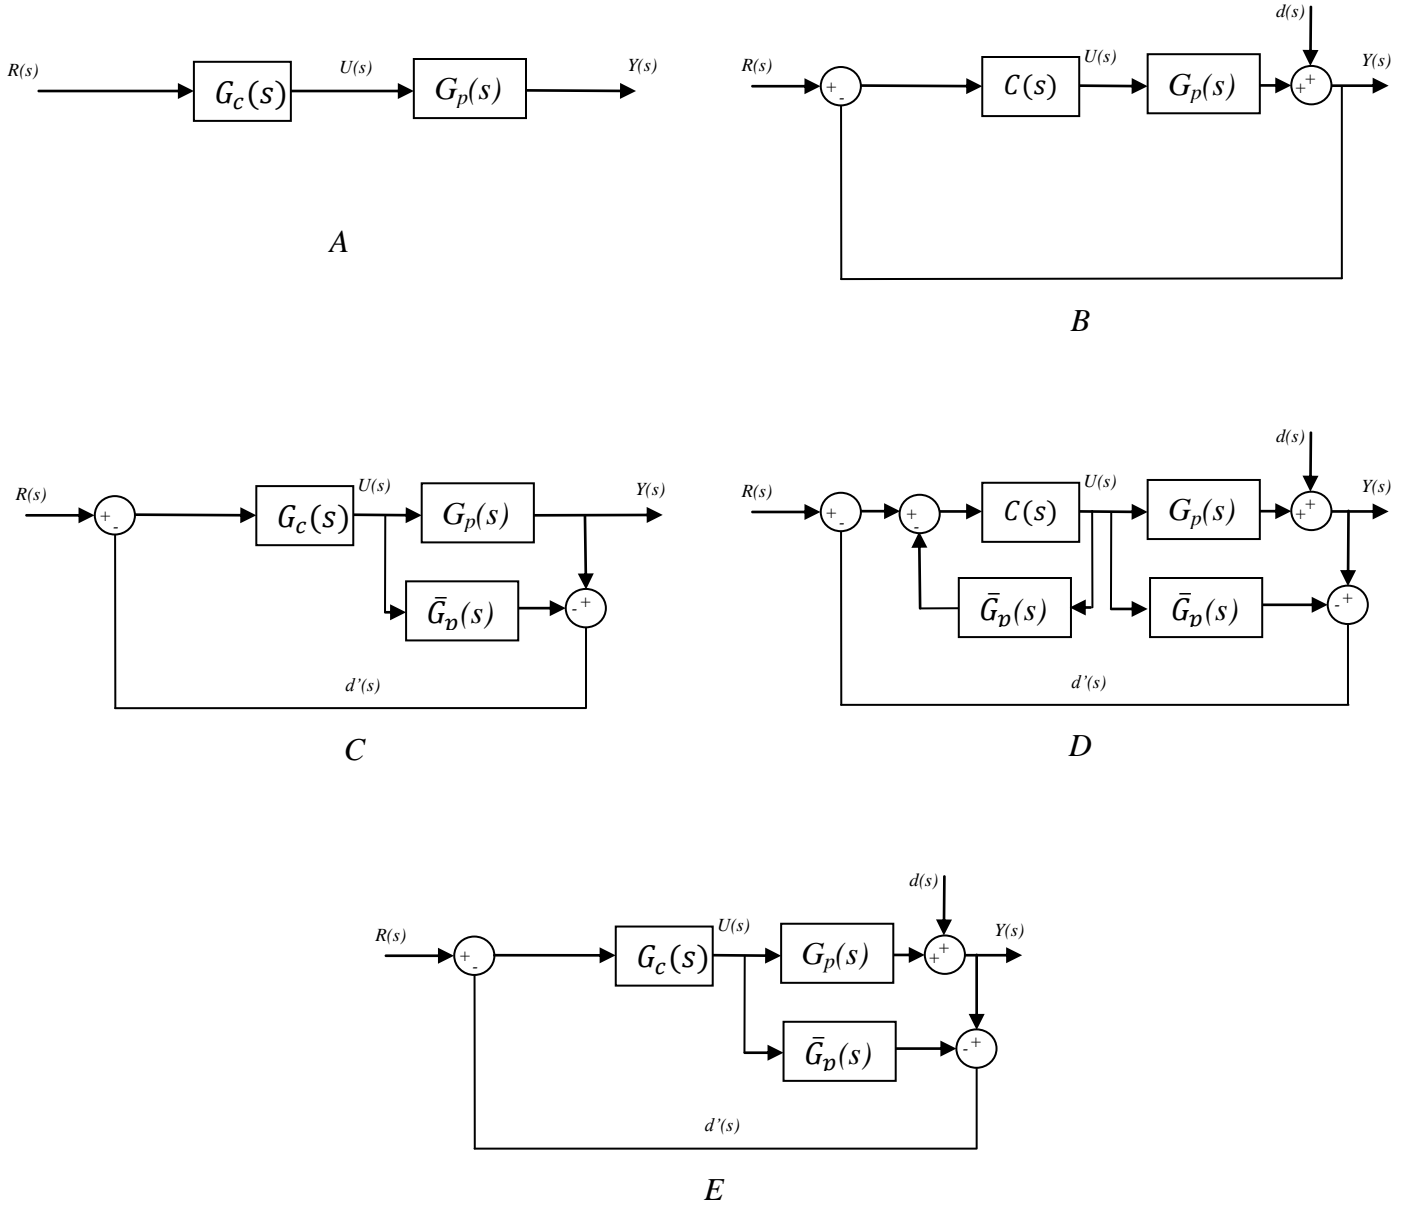 R(s)
G_c(s)
U(s)
G_p(s)
Y(s)
A
R(s)
+
-
C(s)
U(s)
G_p(s)
d(s)
+
+
Y(s)
B
R(s)
+
-
G_c(s)
U(s)
G_p(s)
Y(s)
Ḡ_p(s)
-
+
d’(s)
C
R(s)
+
-
+
-
C(s)
U(s)
G_p(s)
d(s)
+
+
Y(s)
Ḡ_p(s)
Ḡ_p(s)
-
+
d’(s)
D
R(s)
+
-
G_c(s)
U(s)
G_p(s)
d(s)
+
+
Y(s)
Ḡ_p(s)
-
+
d’(s)
E